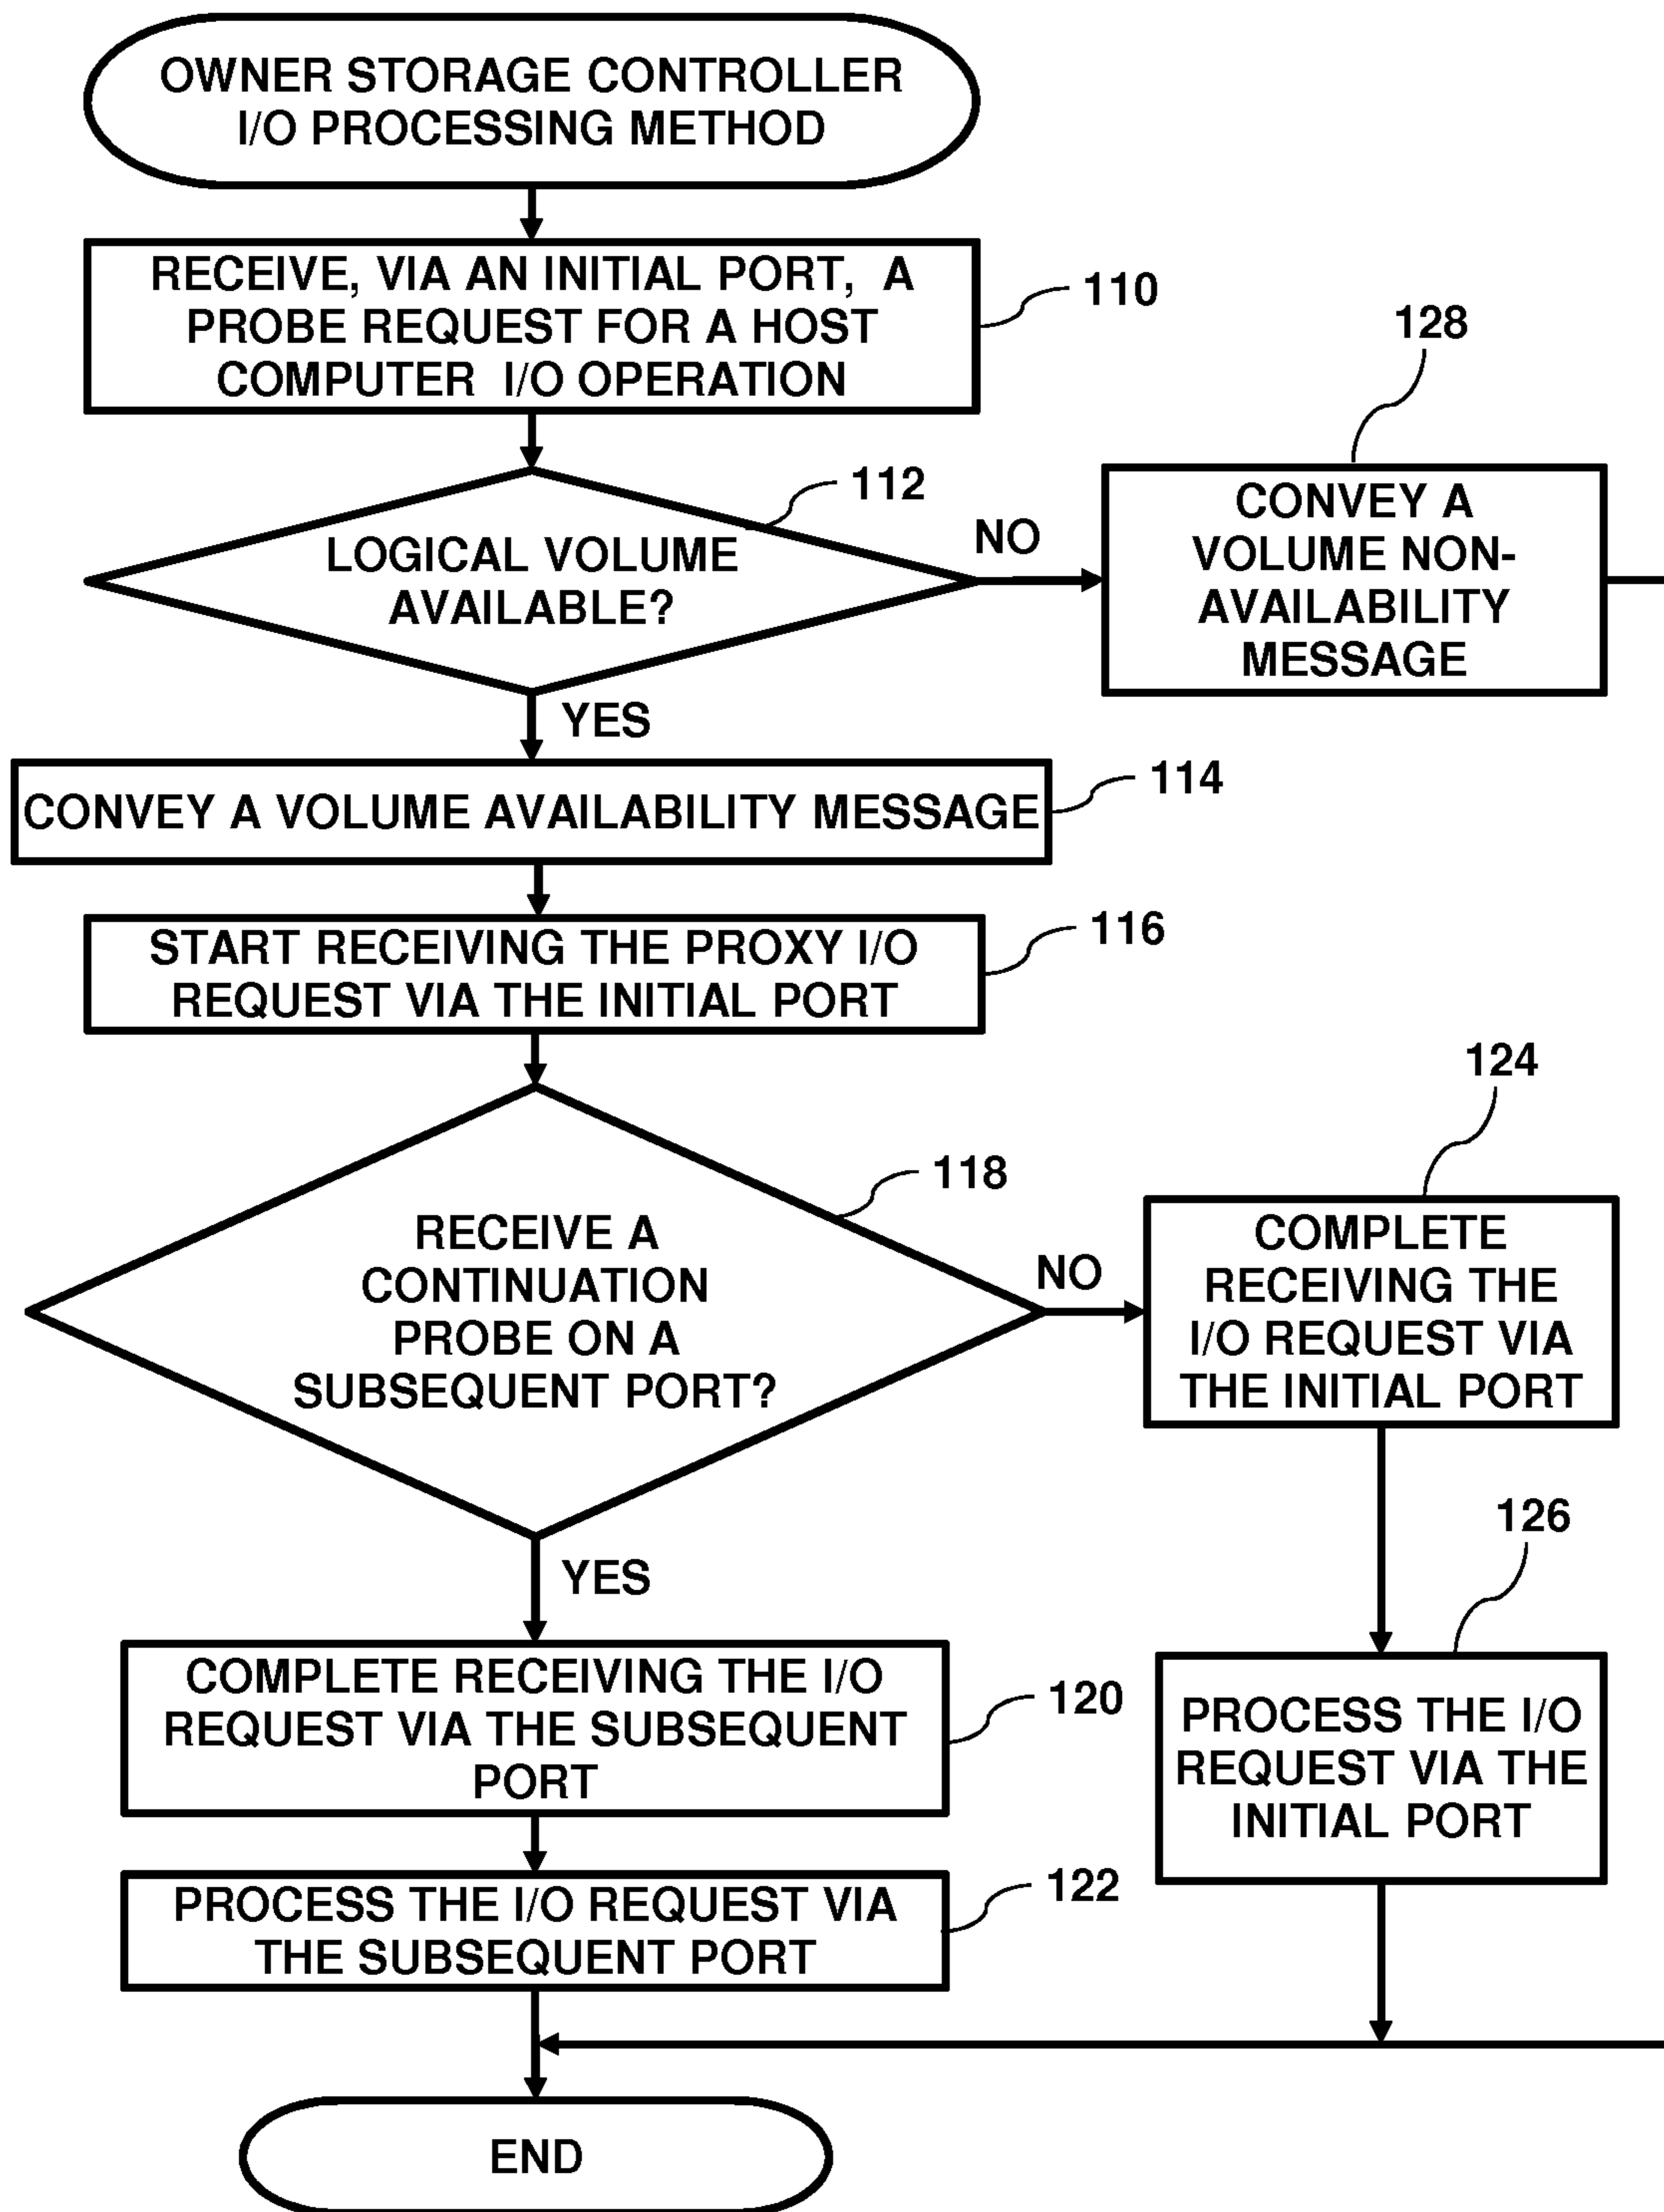 OWNER STORAGE CONTROLLER
I/O PROCESSING METHOD
RECEIVE, VIA AN INITIAL PORT, A
PROBE REQUEST FOR A HOST
COMPUTER I/O OPERATION
110
128
112
LOGICAL VOLUME
AVAILABLE?
NO
CONVEY A
VOLUME NON-
AVAILABILITY
MESSAGE
YES
114
CONVEY A VOLUME AVAILABILITY MESSAGE
116
START RECEIVING THE PROXY I/O
REQUEST VIA THE INITIAL PORT
124
118
RECEIVE A
CONTINUATION
PROBE ON A
SUBSEQUENT PORT?
NO
COMPLETE
RECEIVING THE
I/O REQUEST VIA
THE INITIAL PORT
126
YES
COMPLETE RECEIVING THE I/O
REQUEST VIA THE SUBSEQUENT
PORT
120
PROCESS THE I/O
REQUEST VIA THE
INITIAL PORT
122
PROCESS THE I/O REQUEST VIA
THE SUBSEQUENT PORT
END